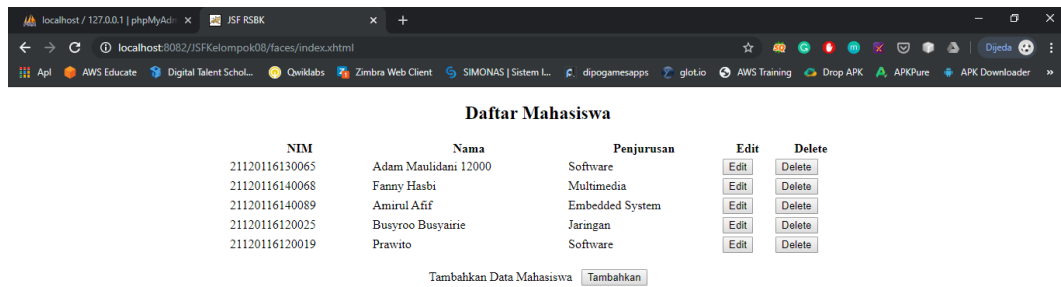 localhost / 127.0.0.1 | phpMyAdm
JSF RSBK
localhost:8082/JSFKelompok08/faces/index.xhtml
Dijeda
Apl AWS Educate Digital Talent Schol... Qwiklabs Zimbra Web Client SIMONAS | Sistem I... dipogamesapps glot.io AWS Training Drop APK APKPure APK Downloader »
Daftar Mahasiswa
NIM Nama Penjurusan Edit Delete
21120116130065 Adam Maulidani 12000 Software Edit Delete
21120116140068 Fanny Hasbi Multimedia Edit Delete
21120116140089 Amirul Afif Embedded System Edit Delete
21120116120025 Busyroo Busyairie Jaringan Edit Delete
21120116120019 Prawito Software Edit Delete
Tambahkan Data Mahasiswa Tambahkan